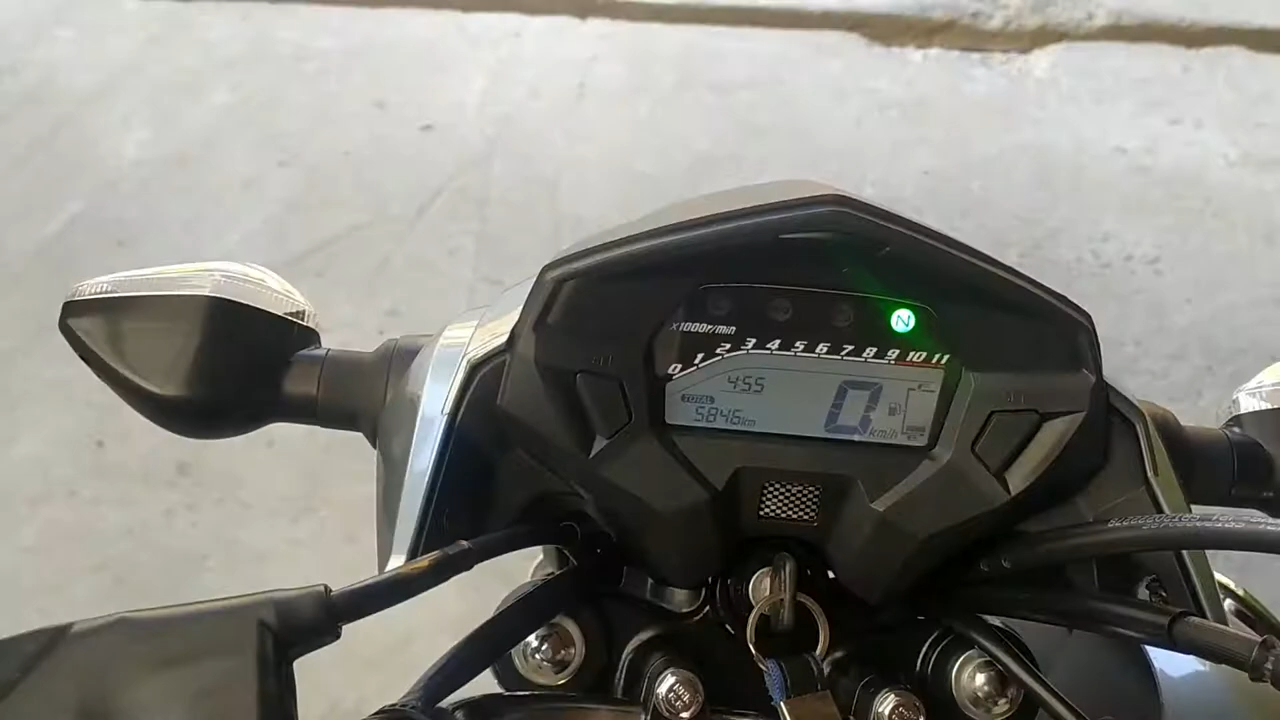 N
x1000r/min
0 1 2 3 4 5 6 7 8 9 10 11
4:55
TOTAL
5846km
0 km/h